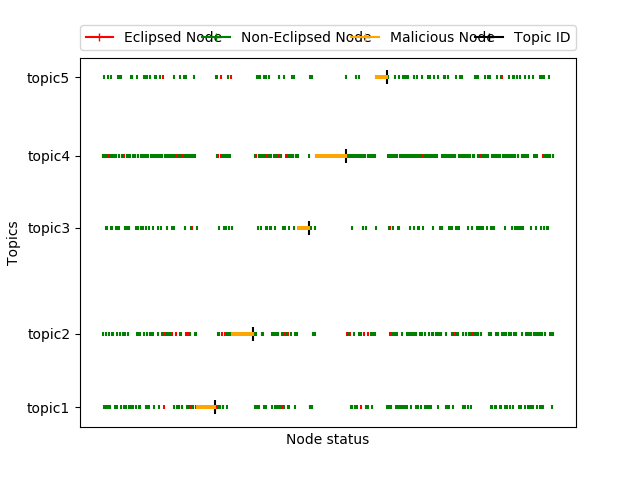 Eclipsed Node Non-Eclipsed Node Malicious Node Topic ID
topic5
topic4
topic3
topic2
topic1
Topics
Node status